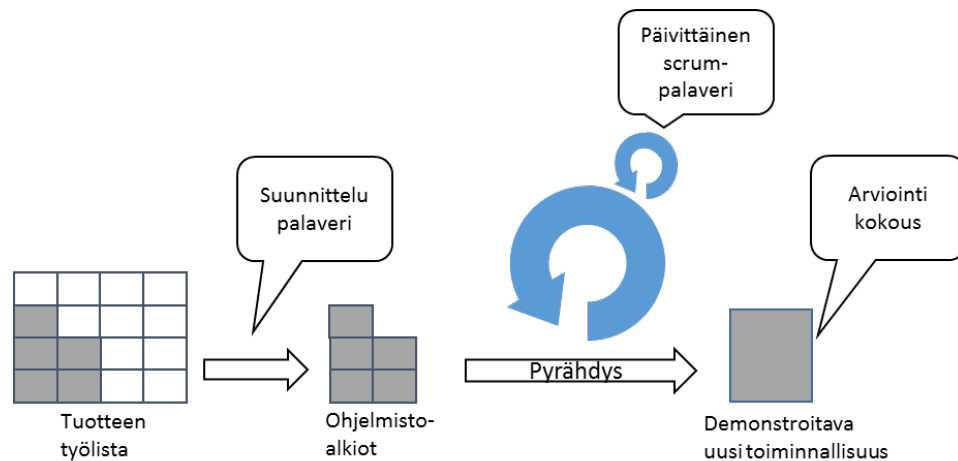 Päivittäinen
scrum-
palaveri
Suunnittelu
palaveri
Arviointi
kokous
Pyrähdys
Tuotteen
työlista
Ohjelmisto-
alkiot
Demonstroitava
uusi toiminnallisuus